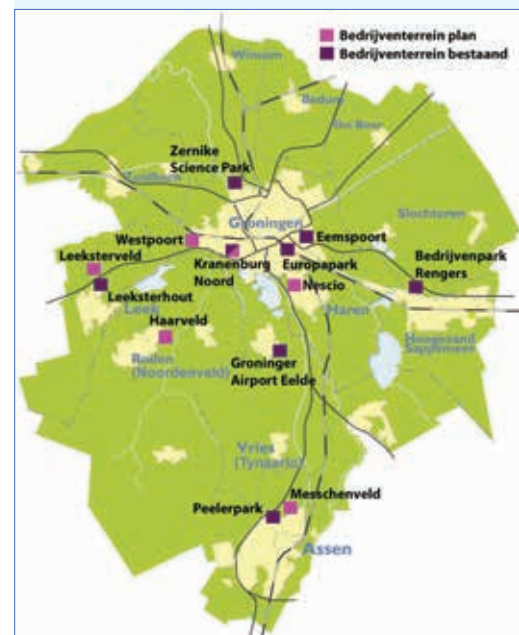 Bedrijventerrein plan
Bedrijventerrein bestaand
Winsum
Bedum
Ten Boer
Zernike
Science Park
Zuidhorn
Groningen
Slochteren
Westpoort
Eemspoort
Leeksterveld
Kranenburg
Noord
Europapark
Bedrijvenpark
Rengers
Nescio
Leeksterhout
Leek
Haren
Haarveld
Hoogezand
Sappemeer
Roden
(Noordenveld)
Groninger
Airport Eelde
Vries
(Tynaarlo)
Messchenveld
Peelerpark
Assen